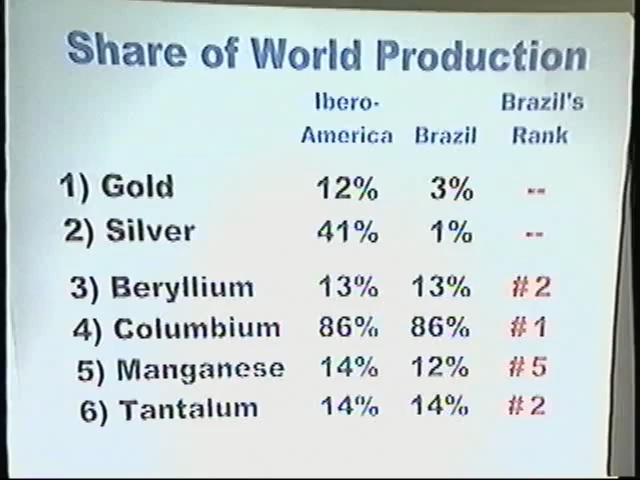 Share of World Production
Ibero-
America Brazil Brazil's
Rank
1) Gold 12% 3% --
2) Silver 41% 1% --
3) Beryllium 13% 13% #2
4) Columbium 86% 86% #1
5) Manganese 14% 12% #5
6) Tantalum 14% 14% #2